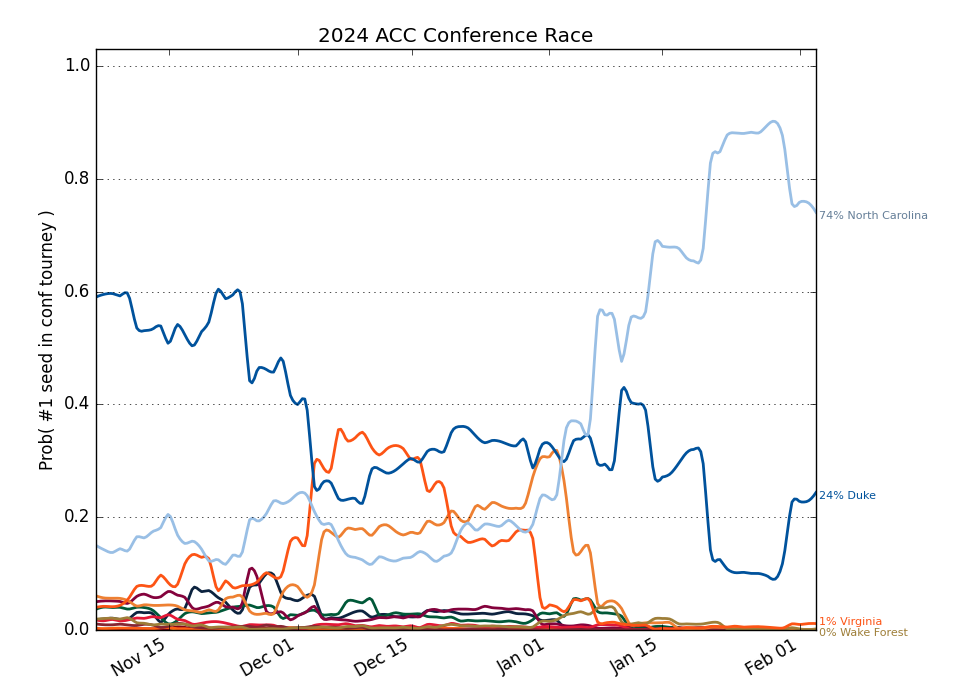 2024 ACC Conference Race
Prob( #1 seed in conf tourney )
1.0
0.8
0.6
0.4
0.2
0.0
74% North Carolina
24% Duke
1% Virginia
0% Wake Forest
Nov 15
Dec 01
Dec 15
Jan 01
Jan 15
Feb 01